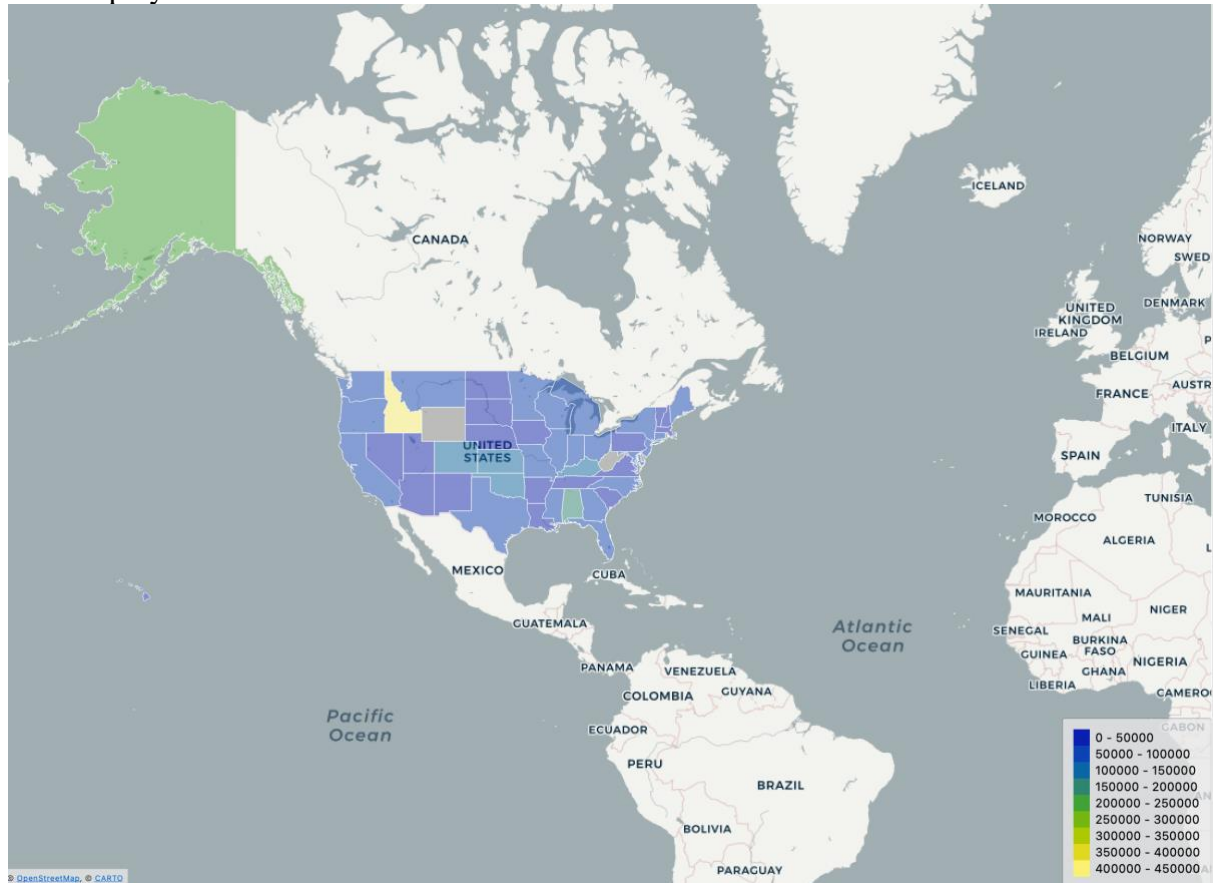 ICELAND
NORWAY
SWED
CANADA
UNITED
KINGDOM
DENMARK
IRELAND
BELGIUM
FRANCE
AUSTR
ITALY
UNITED
STATES
SPAIN
TUNISIA
MOROCCO
ALGERIA
L
MEXICO
CUBA
MAURITANIA
NIGER
MALI
GUATEMALA
Atlantic
Ocean
SENEGAL
BURKINA
FASO
GUINEA
NIGERIA
GHANA
PANAMA
VENEZUELA
LIBERIA
GUYANA
COLOMBIA
CAMERO
Pacific
Ocean
ECUADOR
GABON
PERU
BRAZIL
BOLIVIA
PARAGUAY
0 - 50000
50000 - 100000
100000 - 150000
150000 - 200000
200000 - 250000
250000 - 300000
300000 - 350000
350000 - 400000
400000 - 450000
© OpenStreetMap, © CARTO